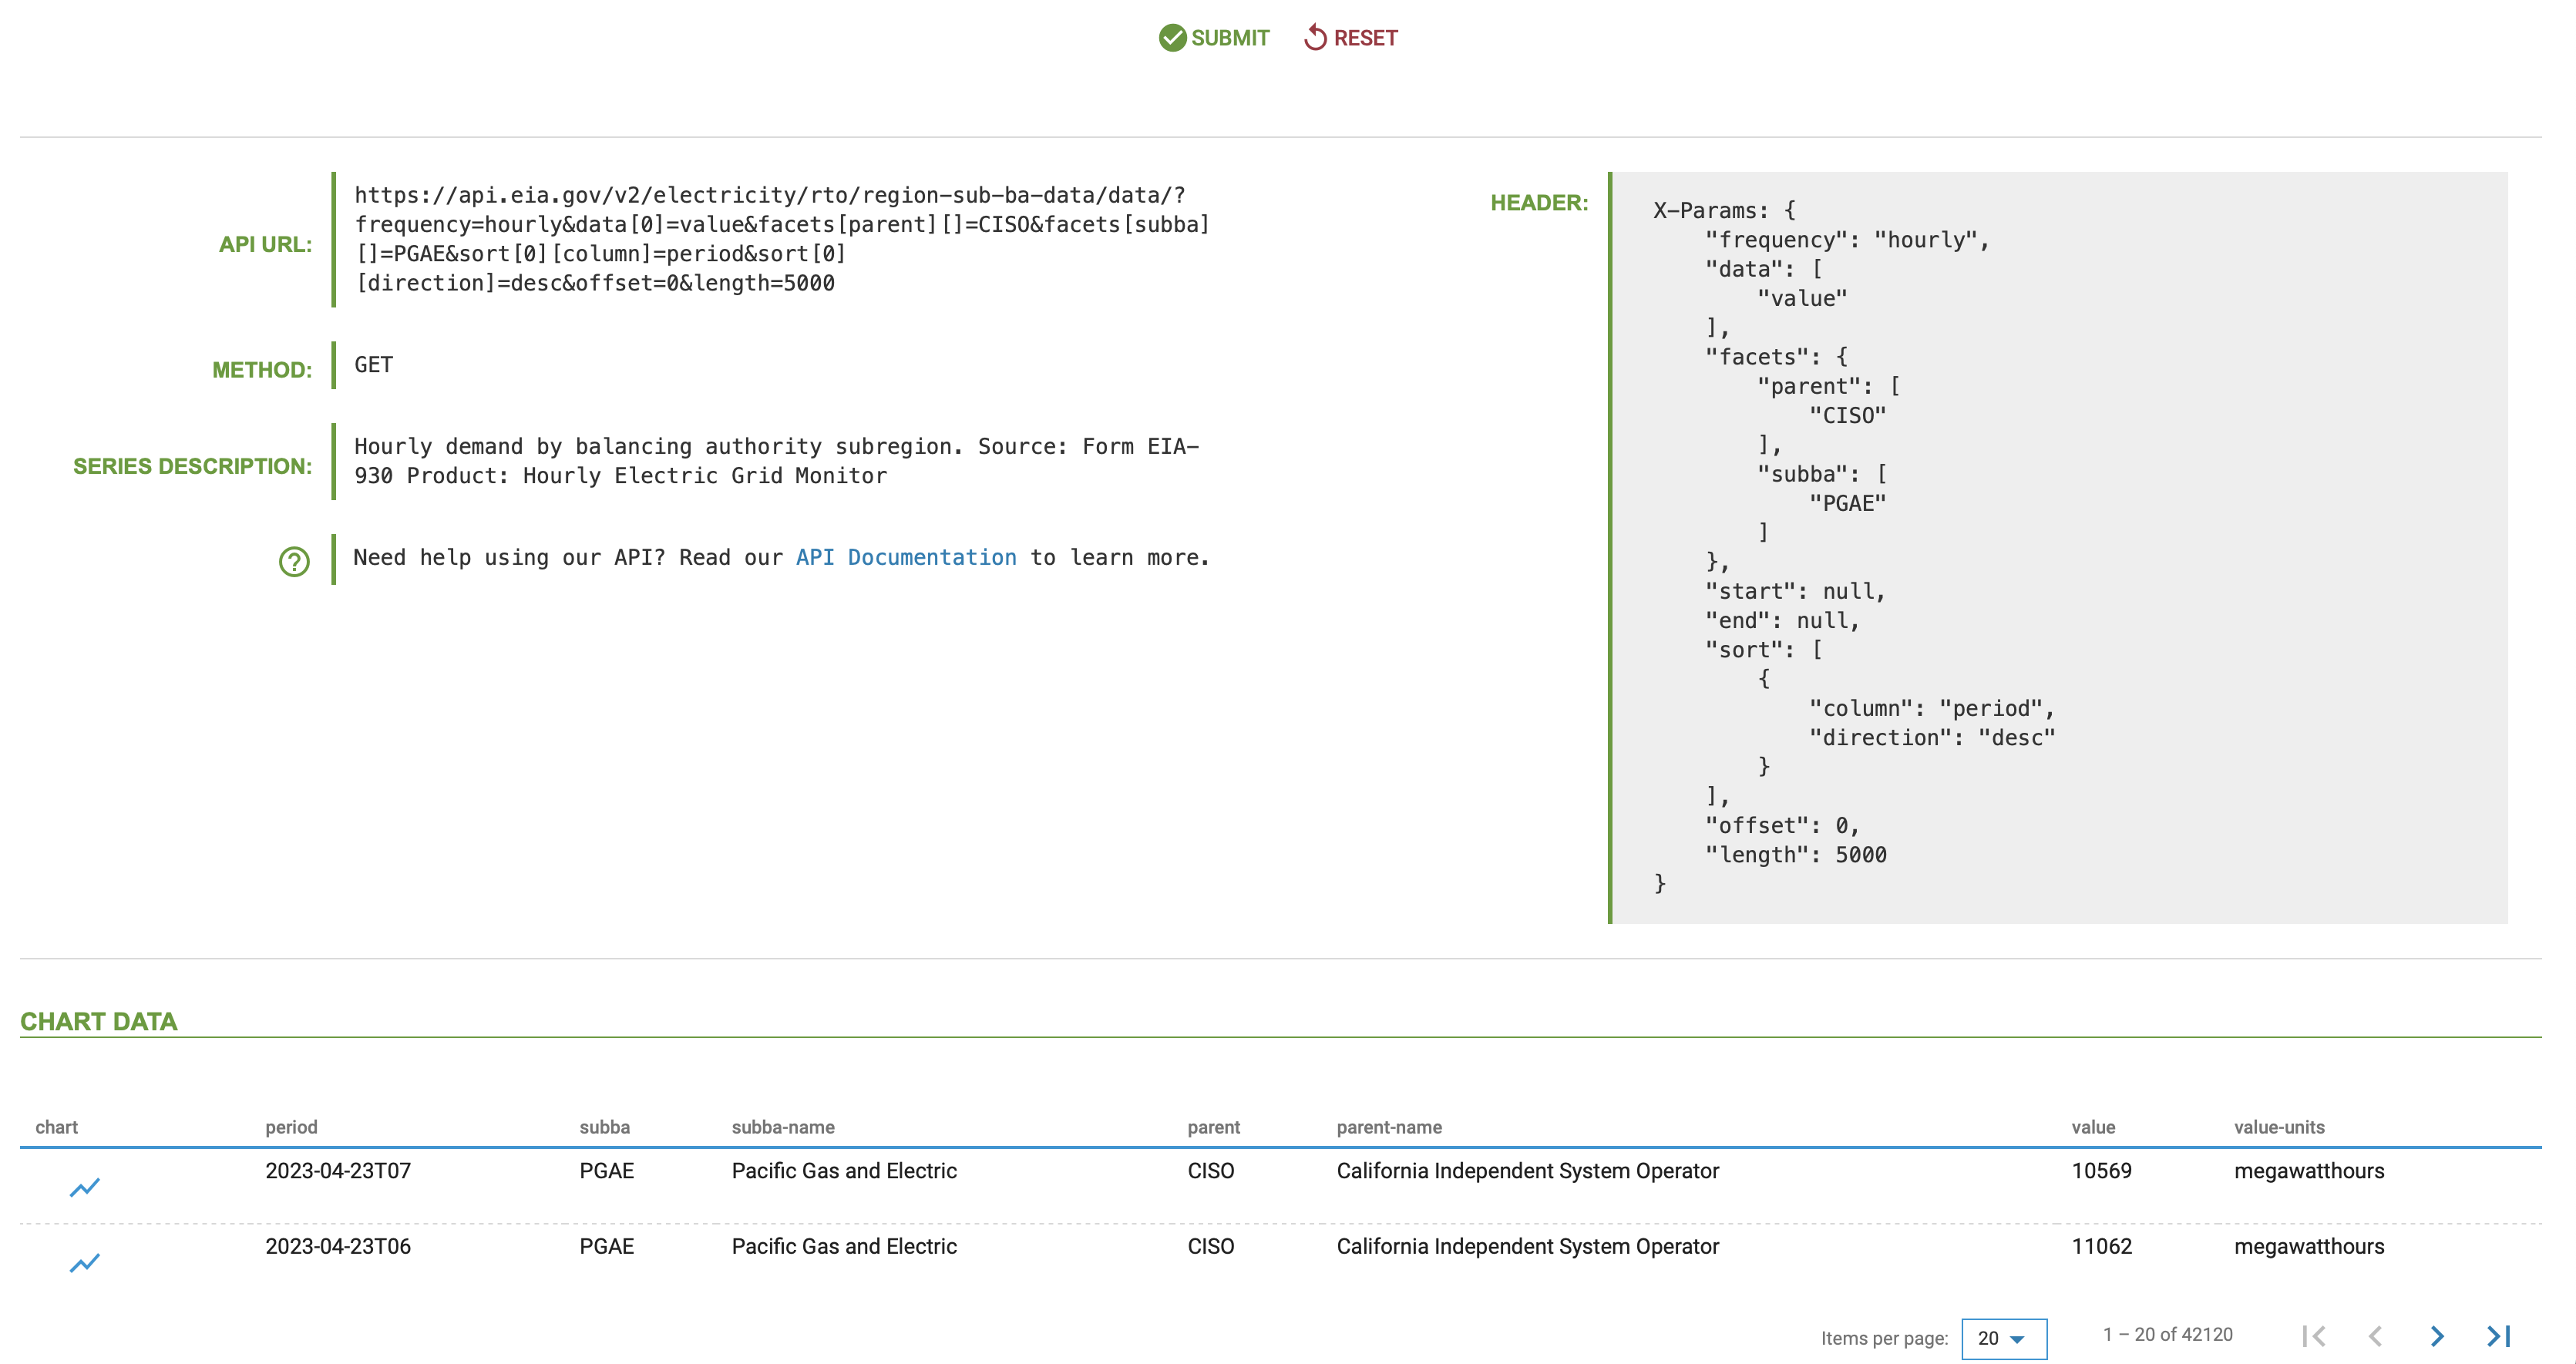 SUBMIT RESET
API URL:
https://api.eia.gov/v2/electricity/rto/region-sub-ba-data/data/?
frequency=hourly&data[0]=value&facets[parent][]=CISO&facets[subba]
[]=PGAE&sort[0][column]=period&sort[0]
[direction]=desc&offset=0&length=5000
METHOD:
GET
SERIES DESCRIPTION:
Hourly demand by balancing authority subregion. Source: Form EIA-
930 Product: Hourly Electric Grid Monitor
Need help using our API? Read our API Documentation to learn more.
HEADER:
X-Params: {
    "frequency": "hourly",
    "data": [
        "value"
    ],
    "facets": {
        "parent": [
            "CISO"
        ],
        "subba": [
            "PGAE"
        ]
    },
    "start": null,
    "end": null,
    "sort": [
        {
            "column": "period",
            "direction": "desc"
        }
    ],
    "offset": 0,
    "length": 5000
}
CHART DATA
chart period subba subba-name parent parent-name value value-units
2023-04-23T07 PGAE Pacific Gas and Electric CISO California Independent System Operator 10569 megawatthours
2023-04-23T06 PGAE Pacific Gas and Electric CISO California Independent System Operator 11062 megawatthours
Items per page: 20 1 – 20 of 42120